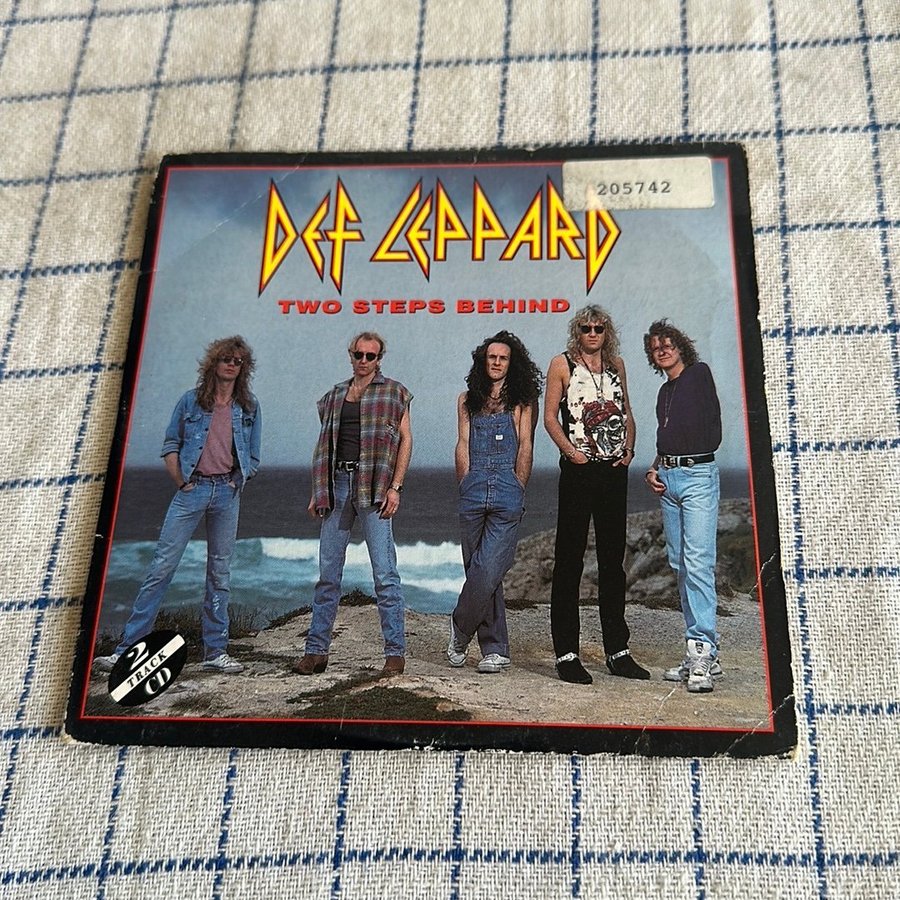 205742
DEF LEPPARD
TWO STEPS BEHIND
2
TRACK
CD